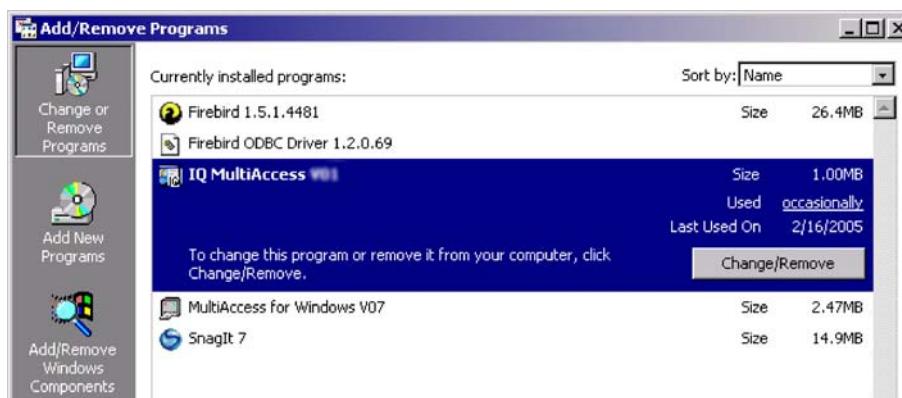 Add/Remove Programs
Change or
Remove
Programs
Add New
Programs
Add/Remove
Windows
Components
Currently installed programs:
Sort by: Name
Firebird 1.5.1.4481 Size 26.4MB
Firebird ODBC Driver 1.2.0.69
IQ MultiAccess Size 1.00MB
Used occasionally
Last Used On 2/16/2005
To change this program or remove it from your computer, click
Change/Remove.
Change/Remove
MultiAccess for Windows V07 Size 2.47MB
SnagIt 7 Size 14.9MB